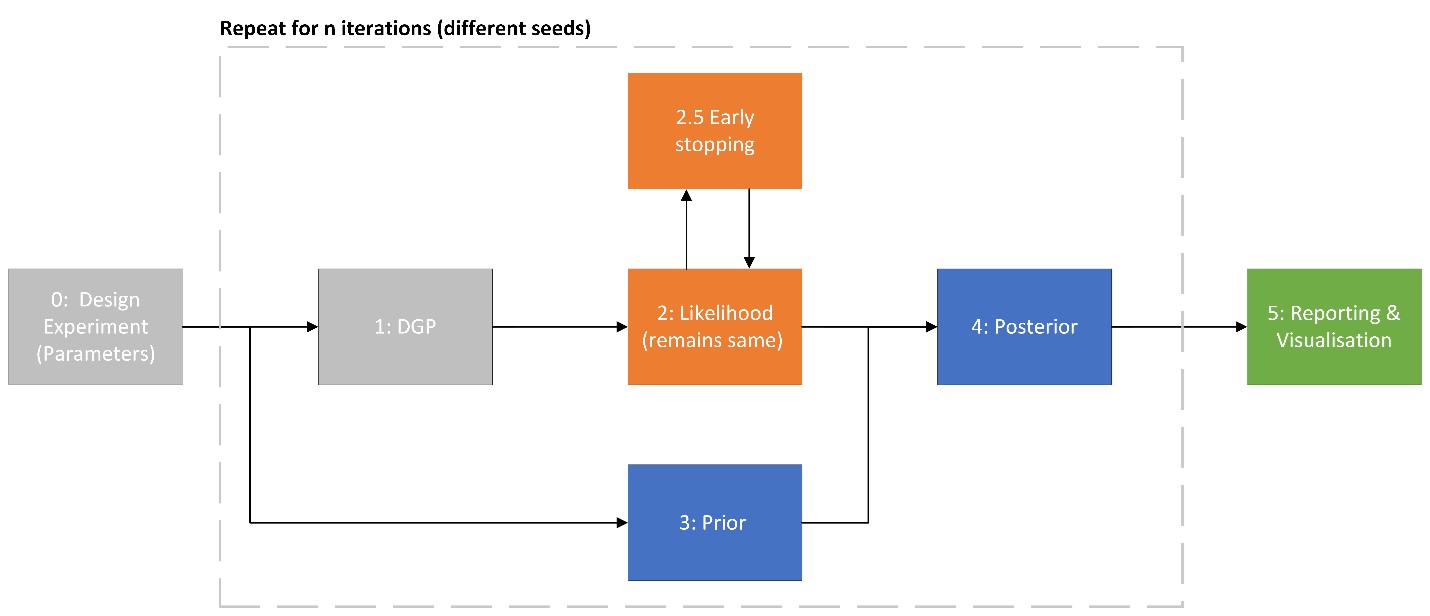 Repeat for n iterations (different seeds)
2.5 Early
stopping
0:  Design
Experiment
(Parameters)
1: DGP
2: Likelihood
(remains same)
4: Posterior
5: Reporting &
Visualisation
3: Prior